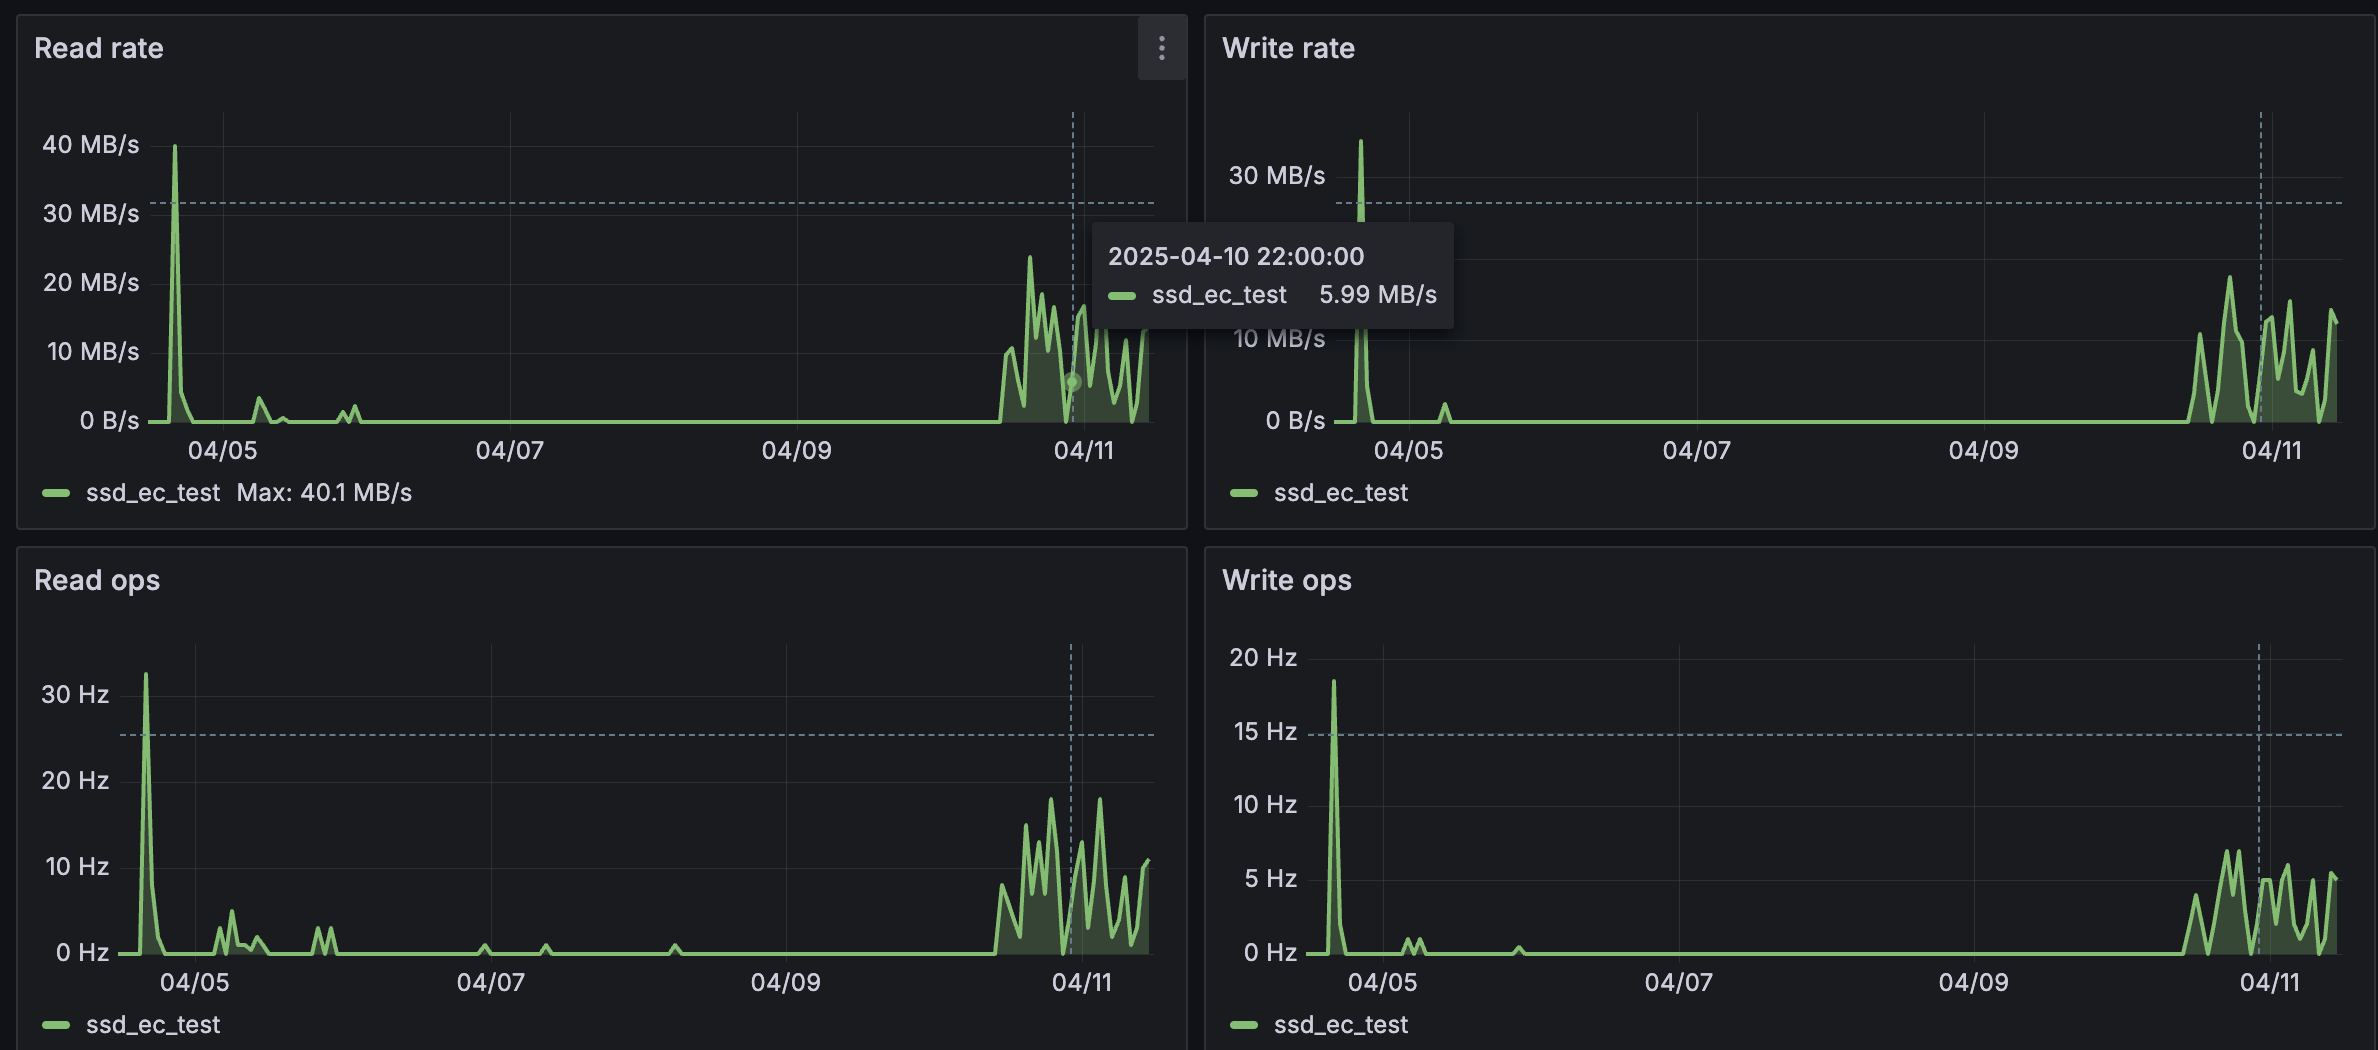 Read rate
40 MB/s
30 MB/s
20 MB/s
10 MB/s
0 B/s
04/05 04/07 04/09 04/11
ssd_ec_test Max: 40.1 MB/s
2025-04-10 22:00:00
ssd_ec_test 5.99 MB/s
Write rate
30 MB/s
10 MB/s
0 B/s
04/05 04/07 04/09 04/11
ssd_ec_test
Read ops
30 Hz
20 Hz
10 Hz
0 Hz
04/05 04/07 04/09 04/11
ssd_ec_test
Write ops
20 Hz
15 Hz
10 Hz
5 Hz
0 Hz
04/05 04/07 04/09 04/11
ssd_ec_test